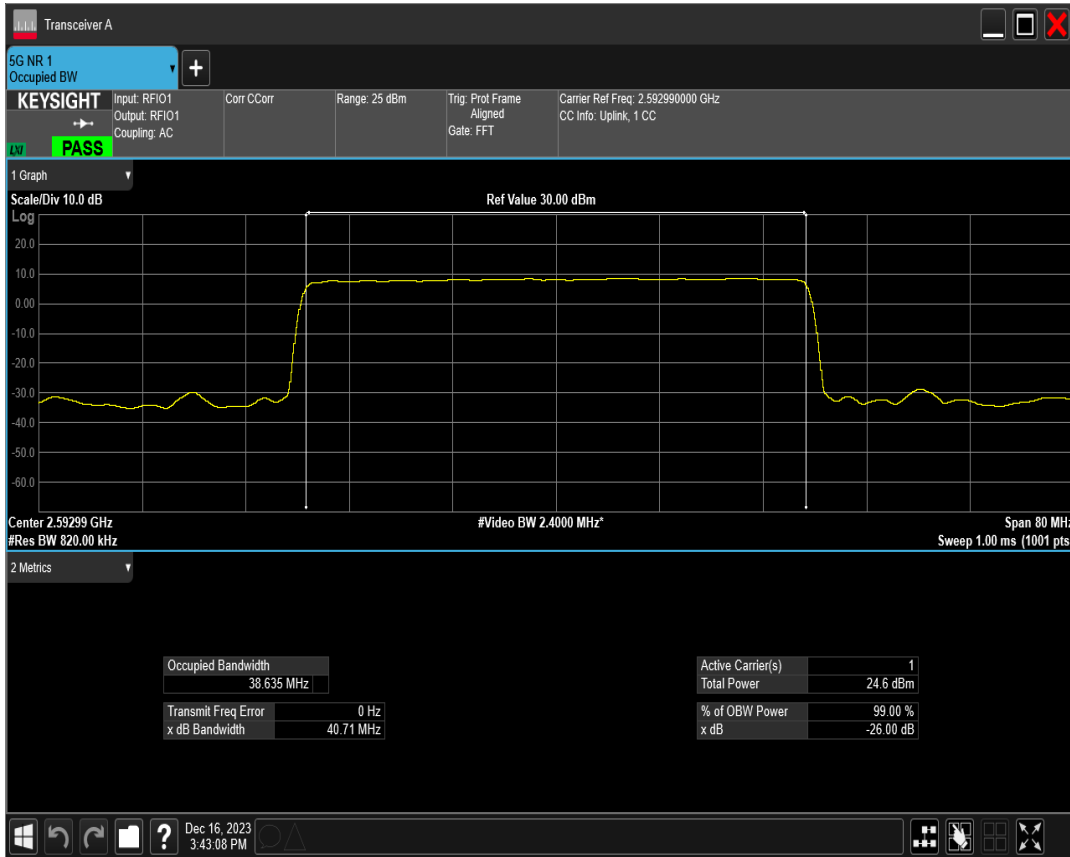 Transceiver A
5G NR 1
Occupied BW
+
KEYSIGHT
Input: RFIO1
Output: RFIO1
Coupling: AC
Corr CCorr
Range: 25 dBm
Trig: Prot Frame
Aligned
Gate: FFT
Carrier Ref Freq: 2.592990000 GHz
CC Info: Uplink, 1 CC
LXI
PASS
1 Graph
Scale/Div 10.0 dB
Ref Value 30.00 dBm
Log
20.0
10.0
0.00
-10.0
-20.0
-30.0
-40.0
-50.0
-60.0
Center 2.59299 GHz
#Video BW 2.4000 MHz*
Span 80 MHz
#Res BW 820.00 kHz
Sweep 1.00 ms (1001 pts
2 Metrics
Occupied Bandwidth
38.635 MHz
Transmit Freq Error 0 Hz
x dB Bandwidth 40.71 MHz
Active Carrier(s) 1
Total Power 24.6 dBm
% of OBW Power 99.00 %
x dB -26.00 dB
?
Dec 16, 2023
3:43:08 PM